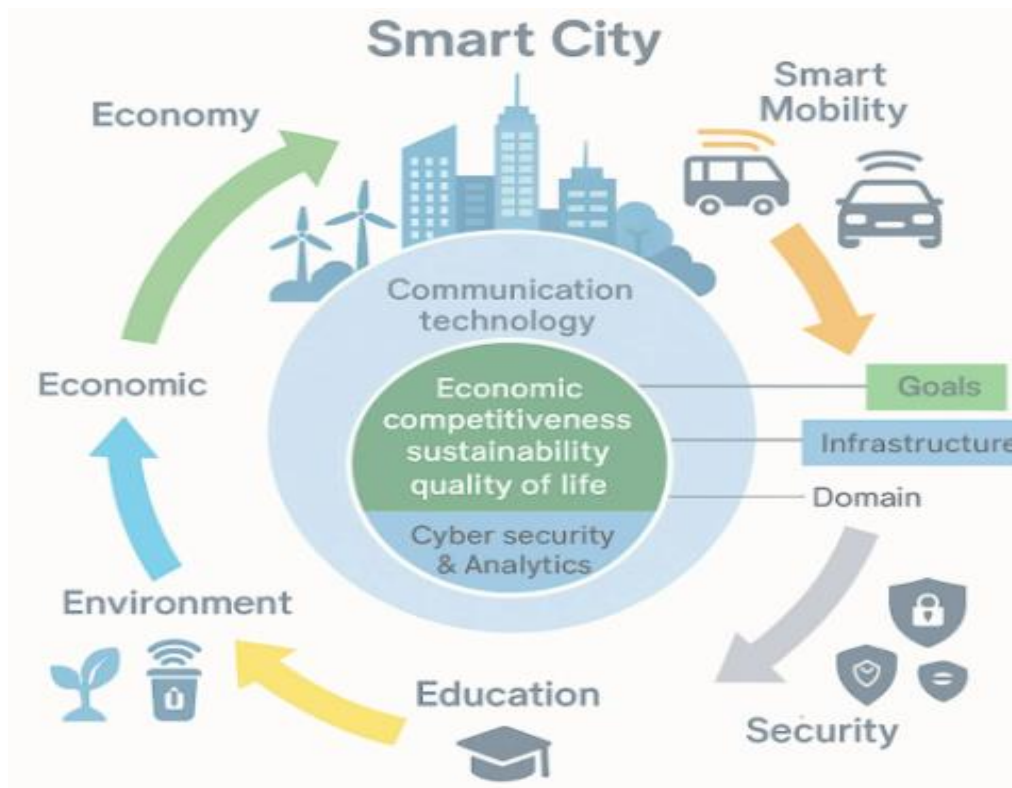 Smart City
Economy
Smart
Mobility
Communication
technology
Economic
Economic
competitiveness
sustainability
quality of life
Goals
Infrastructure
Domain
Cyber security
& Analytics
Environment
Education
Security